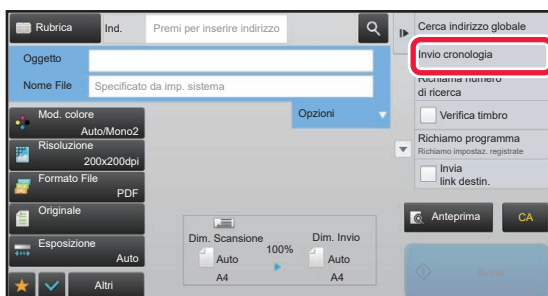 Rubrica
Ind.
Premi per inserire indirizzo
Oggetto
Nome File
Specificato da imp. sistema
Opzioni
Mod. colore
Auto/Mono2
Risoluzione
200x200dpi
Formato File
PDF
Originale
Esposizione
Auto
Altri
Dim. Scansione
Auto
A4
100%
Dim. Invio
Auto
A4
Cerca indirizzo globale
Invio cronologia
Richiama numero
di ricerca
Verifica timbro
Richiamo programma
Richiamo impostaz. registrate
Invia
link destin.
Anteprima
CA
Avvio